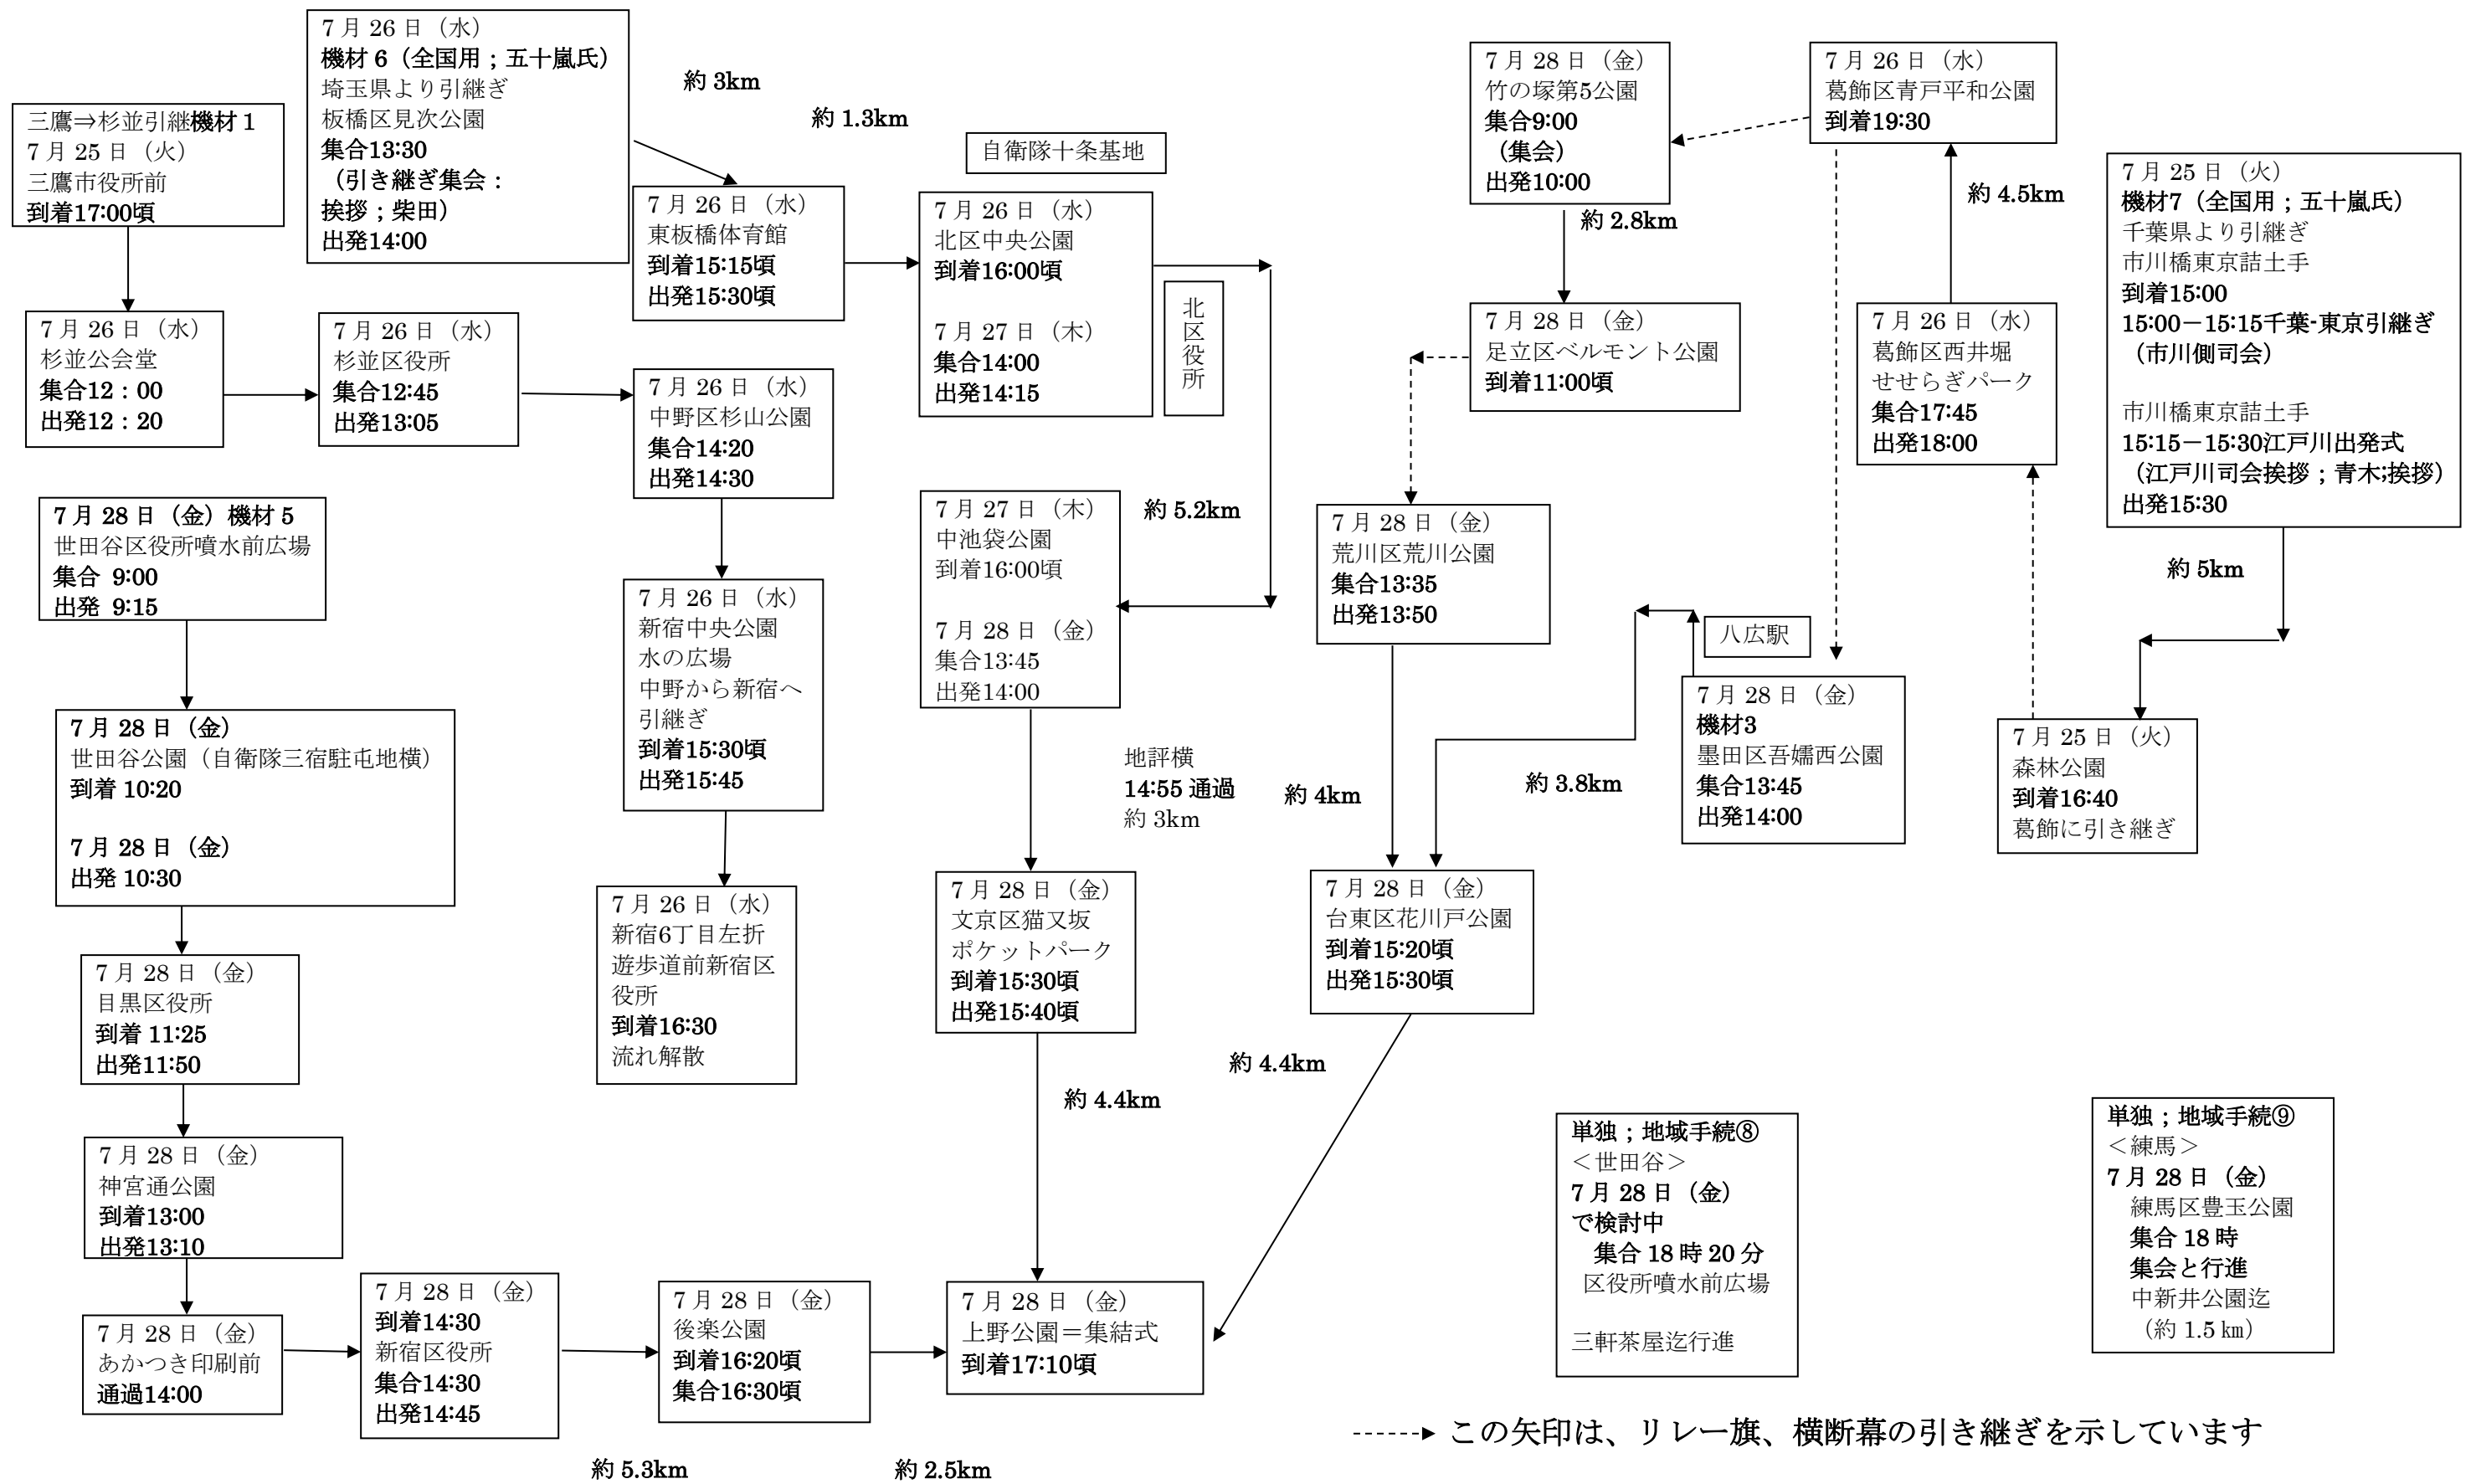 三鷹⇒杉並引継機材 1
7 月 25 日（火）
三鷹市役所前
到着17:00頃
7 月 26 日（水）
機材 6（全国用；五十嵐氏）
埼玉県より引継ぎ
板橋区見次公園
集合13:30
（引き継ぎ集会：
挨拶；柴田）
出発14:00
約 3km
約 1.3km
自衛隊十条基地
7 月 26 日（水）
東板橋体育館
到着15:15頃
出発15:30頃
7 月 26 日（水）
北区中央公園
到着16:00頃
7 月 27 日（木）
集合14:00
出発14:15
北区役所
7 月 28 日（金）
竹の塚第5公園
集合9:00
（集会）
出発10:00
約 2.8km
7 月 26 日（水）
葛飾区青戸平和公園
到着19:30
約 4.5km
7 月 25 日（火）
機材7（全国用；五十嵐氏）
千葉県より引継ぎ
市川橋東京詰土手
到着15:00
15:00－15:15千葉-東京引継ぎ
（市川側司会）
市川橋東京詰土手
15:15－15:30江戸川出発式
（江戸川司会挨拶；青木;挨拶）
出発15:30
約 5km
7 月 26 日（水）
杉並公会堂
集合12：00
出発12：20
7 月 26 日（水）
杉並区役所
集合12:45
出発13:05
7 月 26 日（水）
中野区杉山公園
集合14:20
出発14:30
7 月 28 日（金）
足立区ベルモント公園
到着11:00頃
7 月 26 日（水）
葛飾区西井堀
せせらぎパーク
集合17:45
出発18:00
7 月 28 日（金）機材 5
世田谷区役所噴水前広場
集合 9:00
出発 9:15
7 月 26 日（水）
新宿中央公園
水の広場
中野から新宿へ
引継ぎ
到着15:30頃
出発15:45
7 月 27 日（木）
中池袋公園
到着16:00頃
7 月 28 日（金）
集合13:45
出発14:00
約 5.2km
7 月 28 日（金）
荒川区荒川公園
集合13:35
出発13:50
八広駅
7 月 28 日（金）
機材3
墨田区吾嬬西公園
集合13:45
出発14:00
7 月 25 日（火）
森林公園
到着16:40
葛飾に引き継ぎ
7 月 28 日（金）
世田谷公園（自衛隊三宿駐屯地横）
到着 10:20
7 月 28 日（金）
出発 10:30
地評横
14:55 通過
約 3km
約 4km
約 3.8km
7 月 26 日（水）
新宿6丁目左折
遊歩道前新宿区
役所
到着16:30
流れ解散
7 月 28 日（金）
文京区猫又坂
ポケットパーク
到着15:30頃
出発15:40頃
7 月 28 日（金）
台東区花川戸公園
到着15:20頃
出発15:30頃
7 月 28 日（金）
目黒区役所
到着 11:25
出発11:50
約 4.4km
約 4.4km
7 月 28 日（金）
神宮通公園
到着13:00
出発13:10
7 月 28 日（金）
あかつき印刷前
通過14:00
7 月 28 日（金）
到着14:30
新宿区役所
集合14:30
出発14:45
7 月 28 日（金）
後楽公園
到着16:20頃
集合16:30頃
7 月 28 日（金）
上野公園＝集結式
到着17:10頃
約 5.3km
約 2.5km
単独；地域手続⑧
＜世田谷＞
7 月 28 日（金）
で検討中
集合 18 時 20 分
区役所噴水前広場
三軒茶屋迄行進
単独；地域手続⑨
＜練馬＞
7 月 28 日（金）
練馬区豊玉公園
集合 18 時
集会と行進
中新井公園迄
（約 1.5 ㎞）
この矢印は、リレー旗、横断幕の引き継ぎを示しています